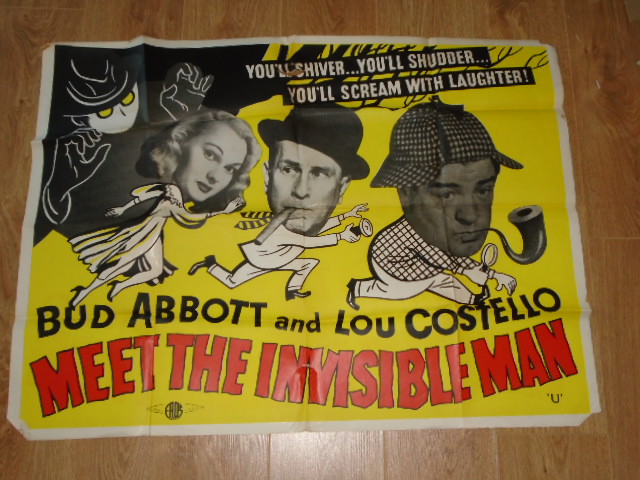 YOU'LL SHIVER...YOU'LL SHUDDER...
YOU'LL SCREAM WITH LAUGHTER!
BUD ABBOTT and LOU COSTELLO
MEET THE INVISIBLE MAN
EROS
'U'